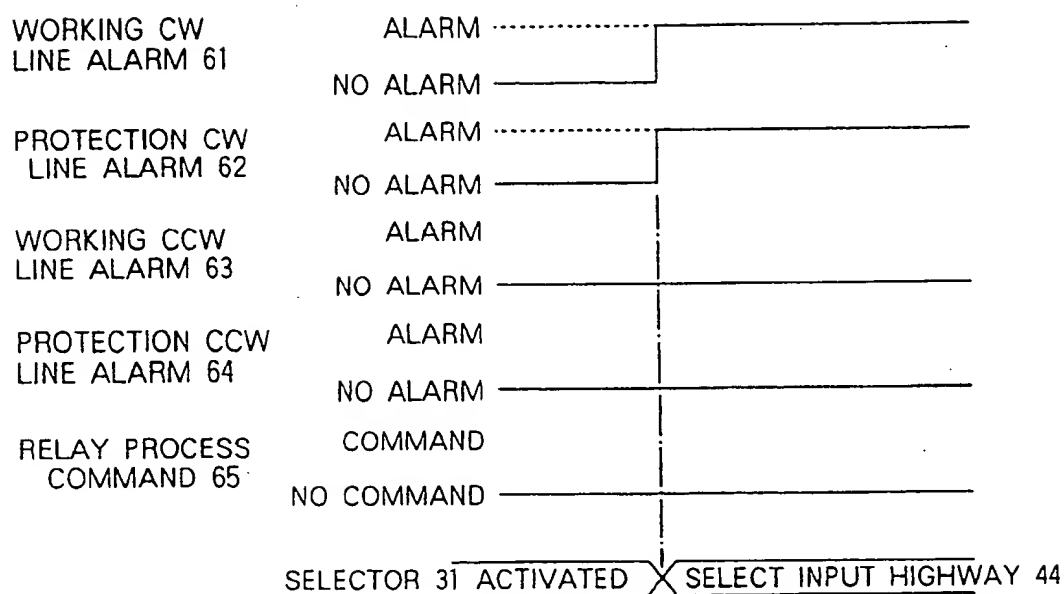 WORKING CW
LINE ALARM 61
ALARM
NO ALARM
PROTECTION CW
LINE ALARM 62
ALARM
NO ALARM
WORKING CCW
LINE ALARM 63
ALARM
NO ALARM
PROTECTION CCW
LINE ALARM 64
ALARM
NO ALARM
RELAY PROCESS
COMMAND 65
COMMAND
NO COMMAND
SELECTOR 31 ACTIVATED SELECT INPUT HIGHWAY 44